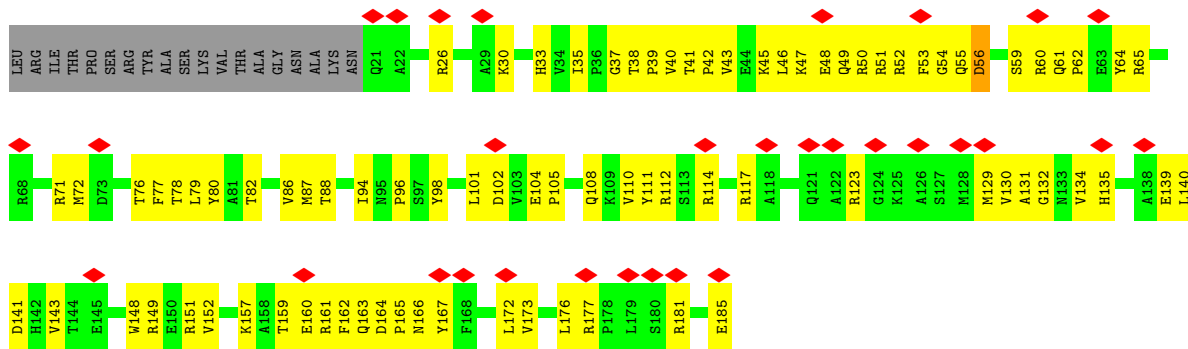 LEU ARG ILE THR PRO SER ARG TYR ALA SER LYS VAL THR ALA GLY ASN ALA LYS ASN Q21 A22 R26 A29 K30 H33 V34 I35 P36 G37 T38 P39 V40 T41 P42 V43 E44 K45 L46 K47 E48 Q49 R50 R51 R52 F53 G54 Q55 D56 S59 R60 Q61 P62 E63 Y64 R65
R68 R71 M72 D73 T76 F77 T78 L79 Y80 A81 T82 V86 M87 T88 I94 N95 P96 S97 Y98 L101 D102 V103 E104 P105 Q108 K109 V110 Y111 R112 S113 R114 R117 A118 Q121 A122 R123 G124 K125 A126 S127 M128 M129 V130 A131 G132 N133 V134 H135 A138 E139 L140
D141 H142 V143 T144 E145 W148 R149 E150 R151 V152 K157 A158 T159 E160 R161 F162 Q163 D164 P165 N166 Y167 F168 L172 V173 L176 R177 P178 L179 S180 R181 E185